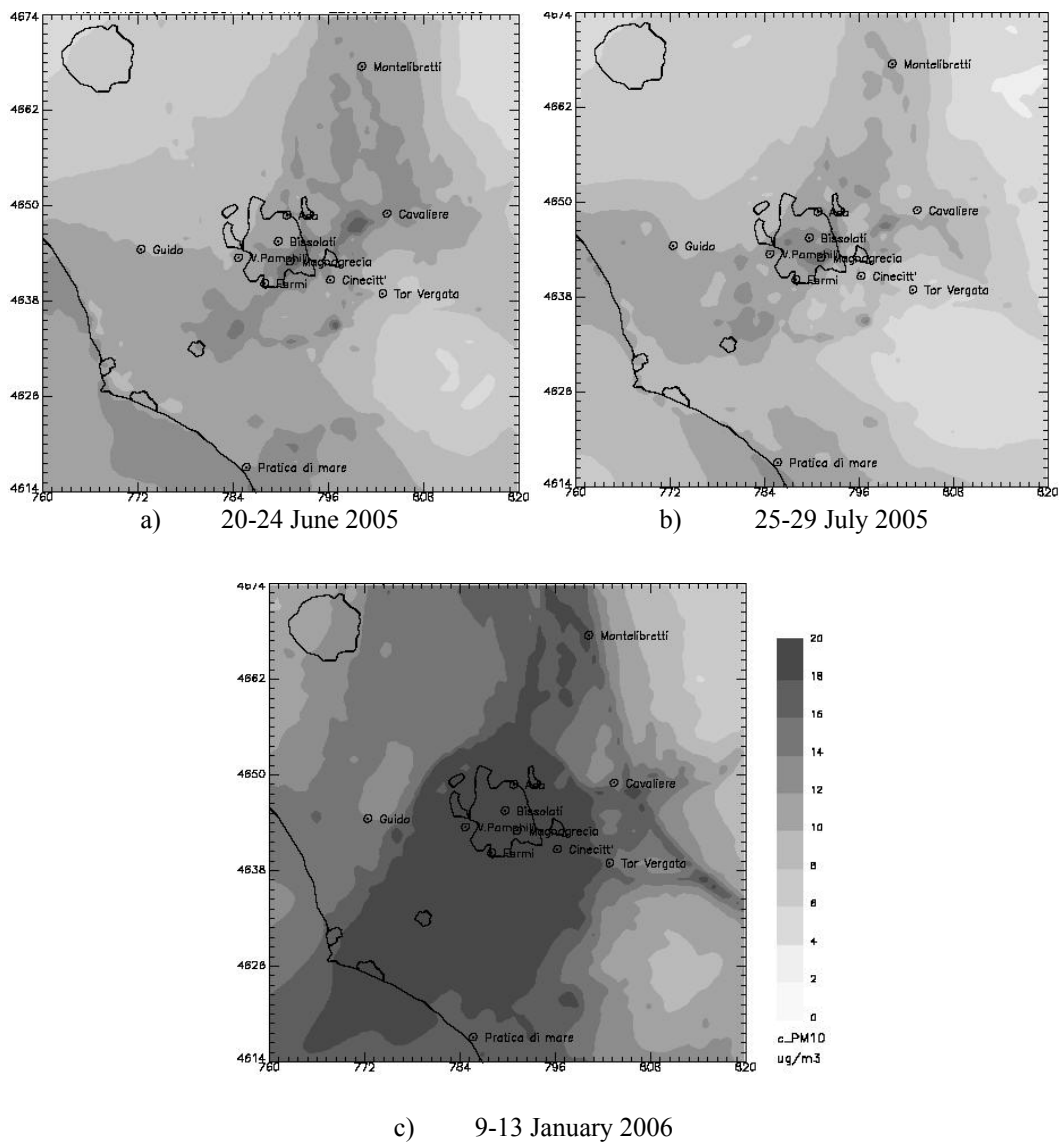 4674
4674
Montelibretti
Montelibretti
4662
4662
4650
4650
Ada
Cavaliere
Cavaliere
Guido
Bissolati
Guido
Bissolati
V.Pamphili
Magnagrecia
V.Pamphili
Magnagrecia
Fermi
Cinecitt'
Fermi
Cinecitt'
4638
Tor Vergata
4638
Tor Vergata
4626
4626
Pratica di mare
Pratica di mare
4614
4614
760 772 784 796 808 820
760 772 784 796 808 820
a) 20-24 June 2005
b) 25-29 July 2005
4674
Montelibretti
4662
4650
Ada
Cavaliere
Guido
Bissolati
V.Pamphili
Magnagrecia
Fermi
Cinecitt'
4638
Tor Vergata
4626
Pratica di mare
4614
760 772 784 796 808 820
20
18
16
14
12
10
8
6
4
2
0
c_PM10
ug/m3
c) 9-13 January 2006